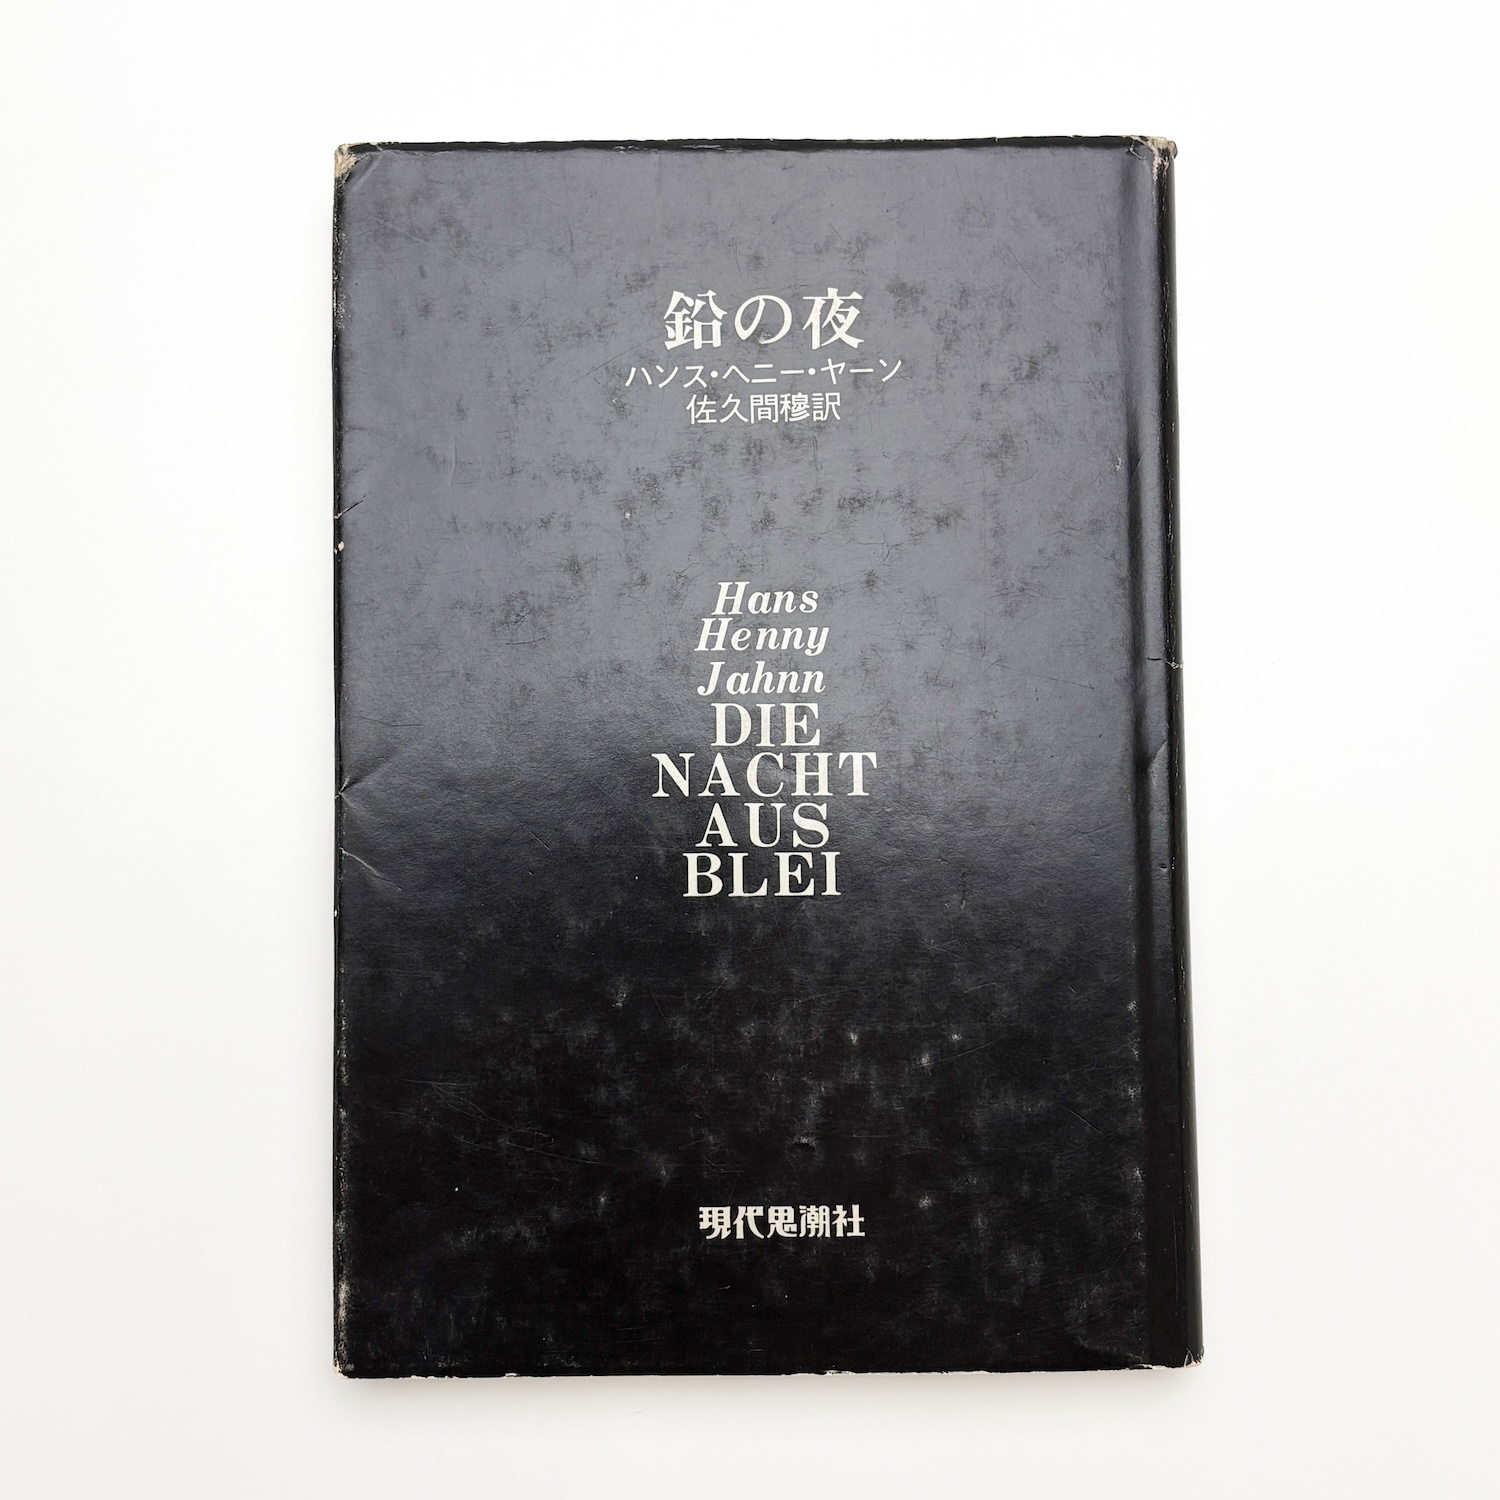 鉛の夜
ハンス・ヘニー・ヤーン
佐久間穆訳
Hans
Henny
Jahnn
DIE
NACHT
AUS
BLEI
現代思潮社